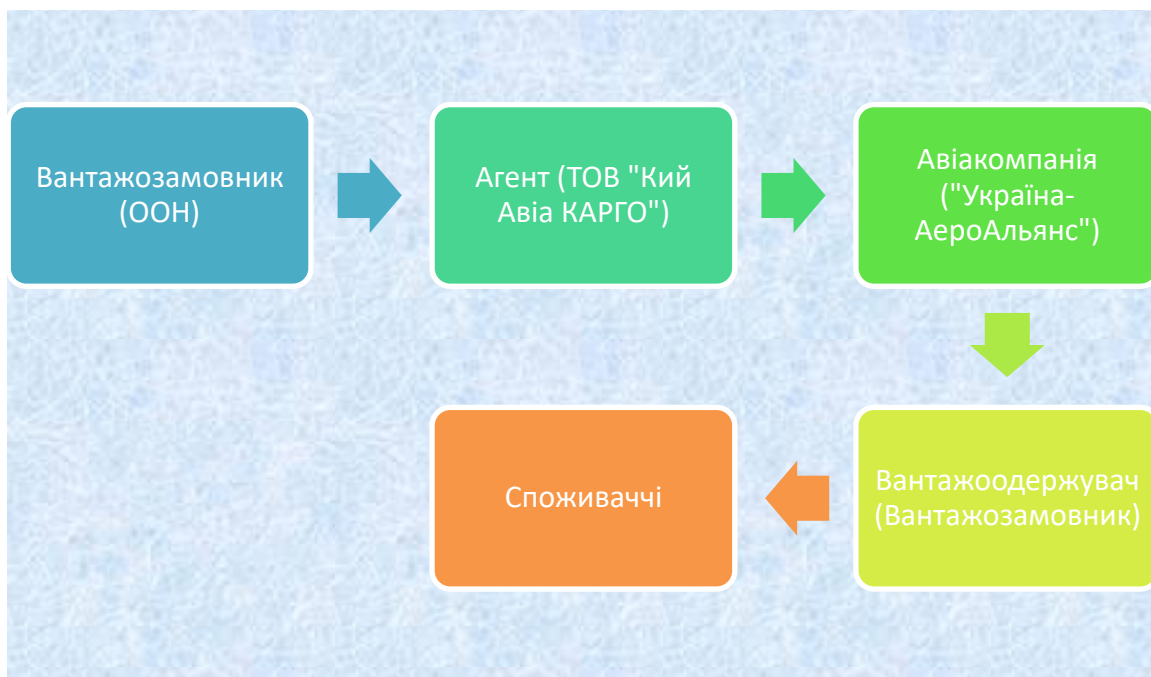 Вантажозамовник
(ООН)
Агент (ТОВ "Кий
Авіа КАРГО")
Авіакомпанія
("Україна-
АероАльянс")
Вантажоодержувач
(Вантажозамовник)
Споживаччі